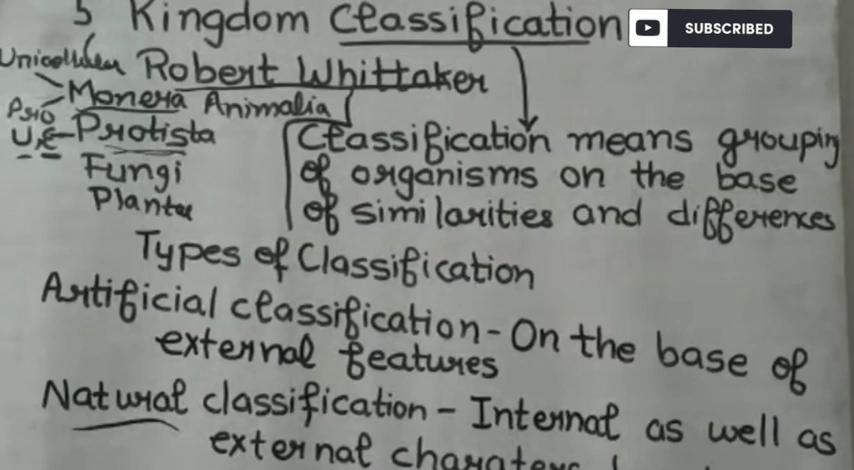 5 Kingdom Classification
SUBSCRIBED
Unicellular Robert Whittaker
Monera Animalia
Pro
U, E Protista
Fungi
Plantae
Classification means grouping
of organisms on the base
of similarities and differences
Types of Classification
Artificial classification - On the base of
external features
Natural classification - Internal as well as
external